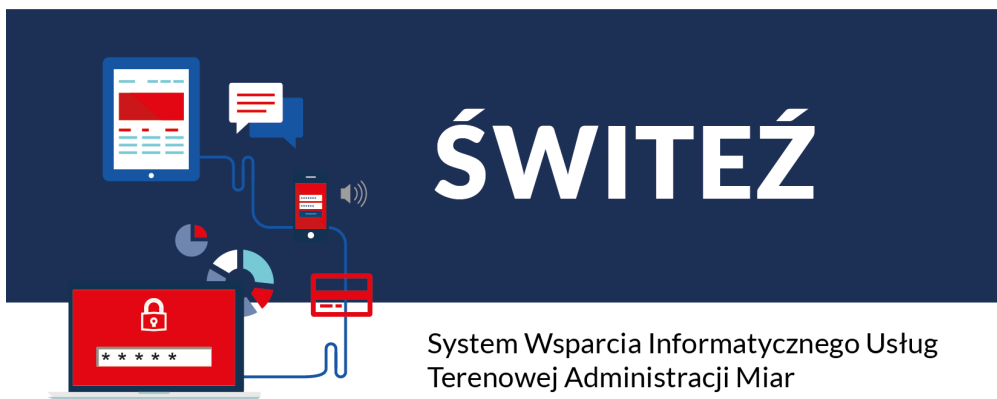 ŚWITEŹ
System Wsparcia Informatycznego Usług
Terenowej Administracji Miar
* * * * *